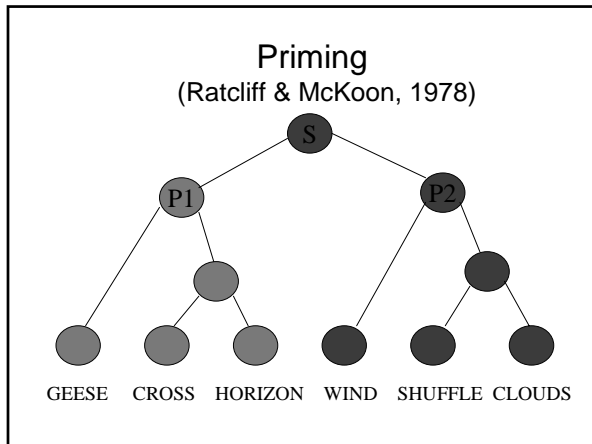 Priming
(Ratcliff & McKoon, 1978)
S
P1 P2
GEESE CROSS HORIZON WIND SHUFFLE CLOUDS